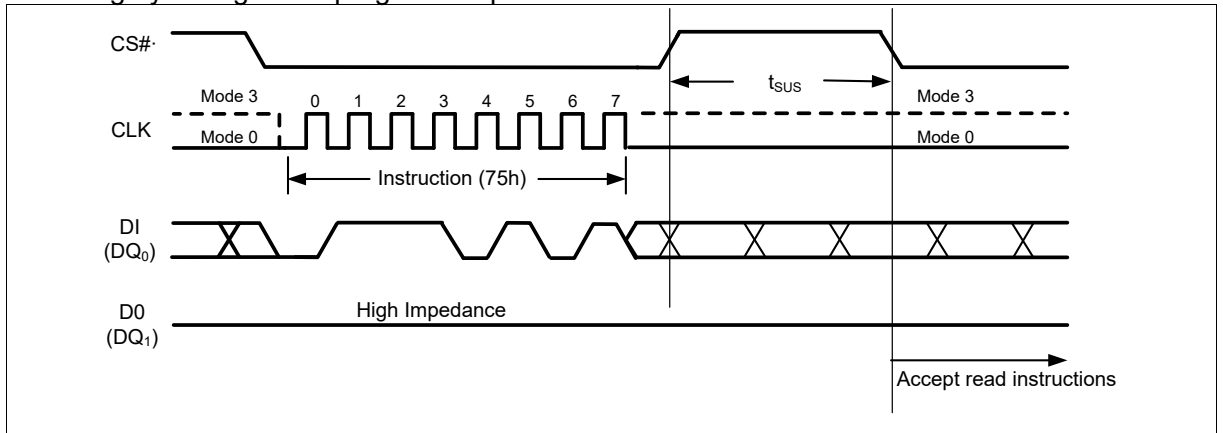 CS#·
tSUS
Mode 3
0 1 2 3 4 5 6 7
Mode 3
CLK
Mode 0
Mode 0
Instruction (75h)
DI
(DQ0)
High Impedance
D0
(DQ1)
Accept read instructions